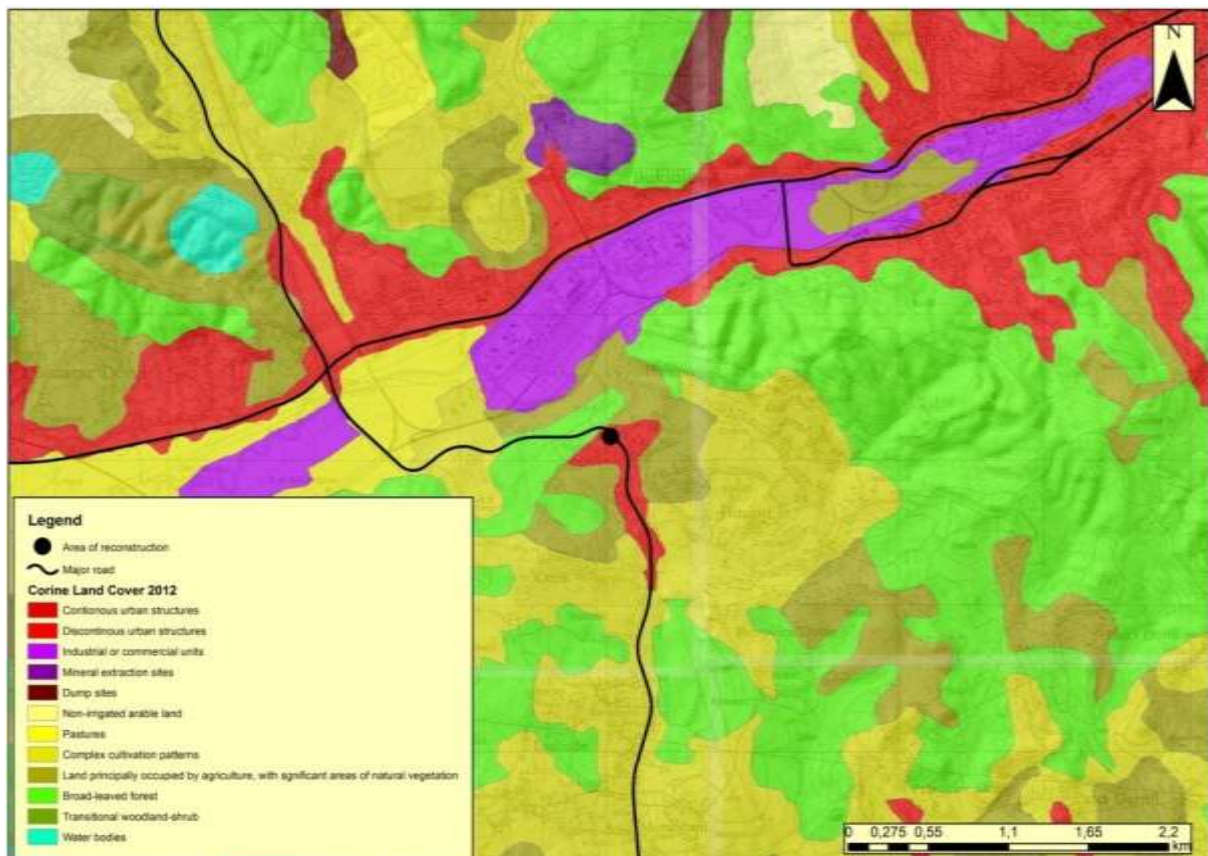 N
Legend
Area of reconstruction
Major road
Corine Land Cover 2012
Contionous urban structures
Discontinous urban structures
Industrial or commercial units
Mineral extraction sites
Dump sites
Non-irrigated arable land
Pastures
Complex cultivation patterns
Land principally occupied by agriculture, with significant areas of natural vegetation
Broad-leaved forest
Transitional woodland-shrub
Water bodies
0 0,275 0,55 1,1 1,65 2,2
km